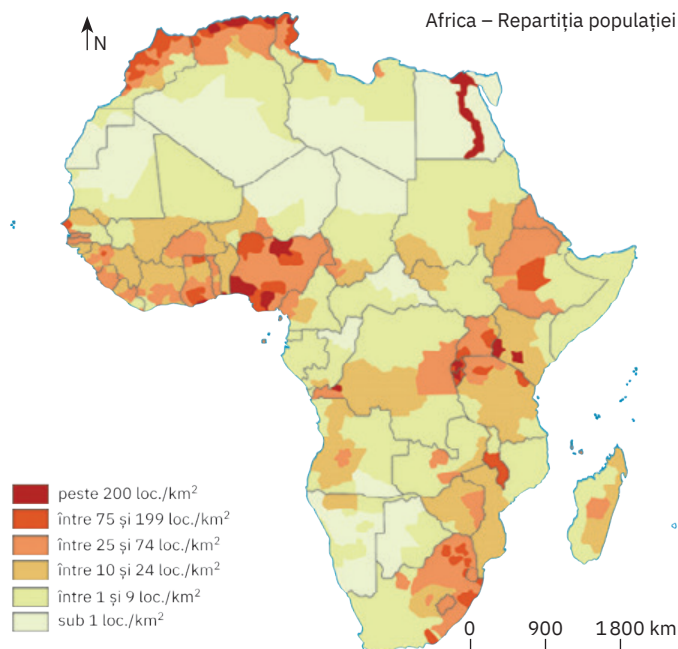 Africa – Repartiția populației
N
peste 200 loc./km²
între 75 și 199 loc./km²
între 25 și 74 loc./km²
între 10 și 24 loc./km²
între 1 și 9 loc./km²
sub 1 loc./km²
0 900 1800 km